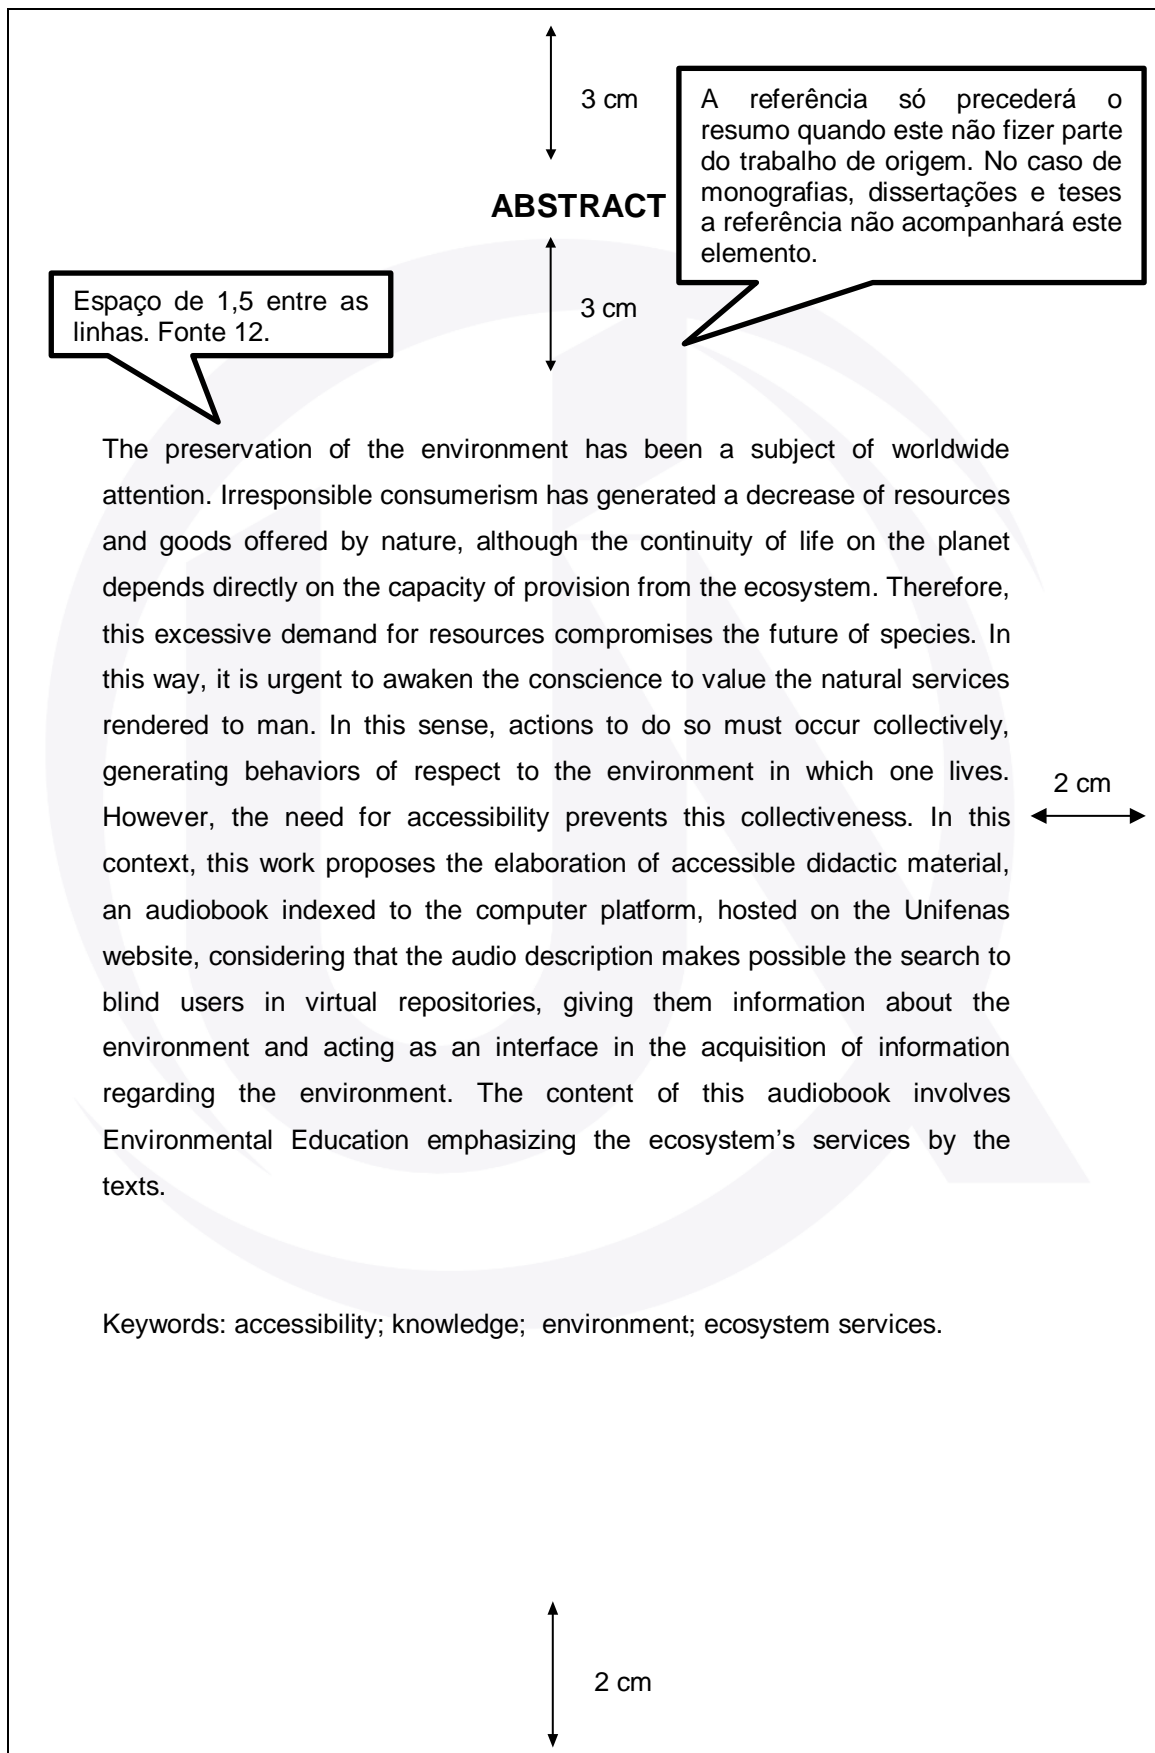 3 cm
A referência só precederá o
resumo quando este não fizer parte
do trabalho de origem. No caso de
monografias, dissertações e teses
a referência não acompanhará este
elemento.
ABSTRACT
Espaço de 1,5 entre as
linhas. Fonte 12.
3 cm
The preservation of the environment has been a subject of worldwide
attention. Irresponsible consumerism has generated a decrease of resources
and goods offered by nature, although the continuity of life on the planet
depends directly on the capacity of provision from the ecosystem. Therefore,
this excessive demand for resources compromises the future of species. In
this way, it is urgent to awaken the conscience to value the natural services
rendered to man. In this sense, actions to do so must occur collectively,
generating behaviors of respect to the environment in which one lives.
However, the need for accessibility prevents this collectiveness. In this
context, this work proposes the elaboration of accessible didactic material,
an audiobook indexed to the computer platform, hosted on the Unifenas
website, considering that the audio description makes possible the search to
blind users in virtual repositories, giving them information about the
environment and acting as an interface in the acquisition of information
regarding the environment. The content of this audiobook involves
Environmental Education emphasizing the ecosystem’s services by the
texts.
2 cm
Keywords: accessibility; knowledge;  environment; ecosystem services.
2 cm